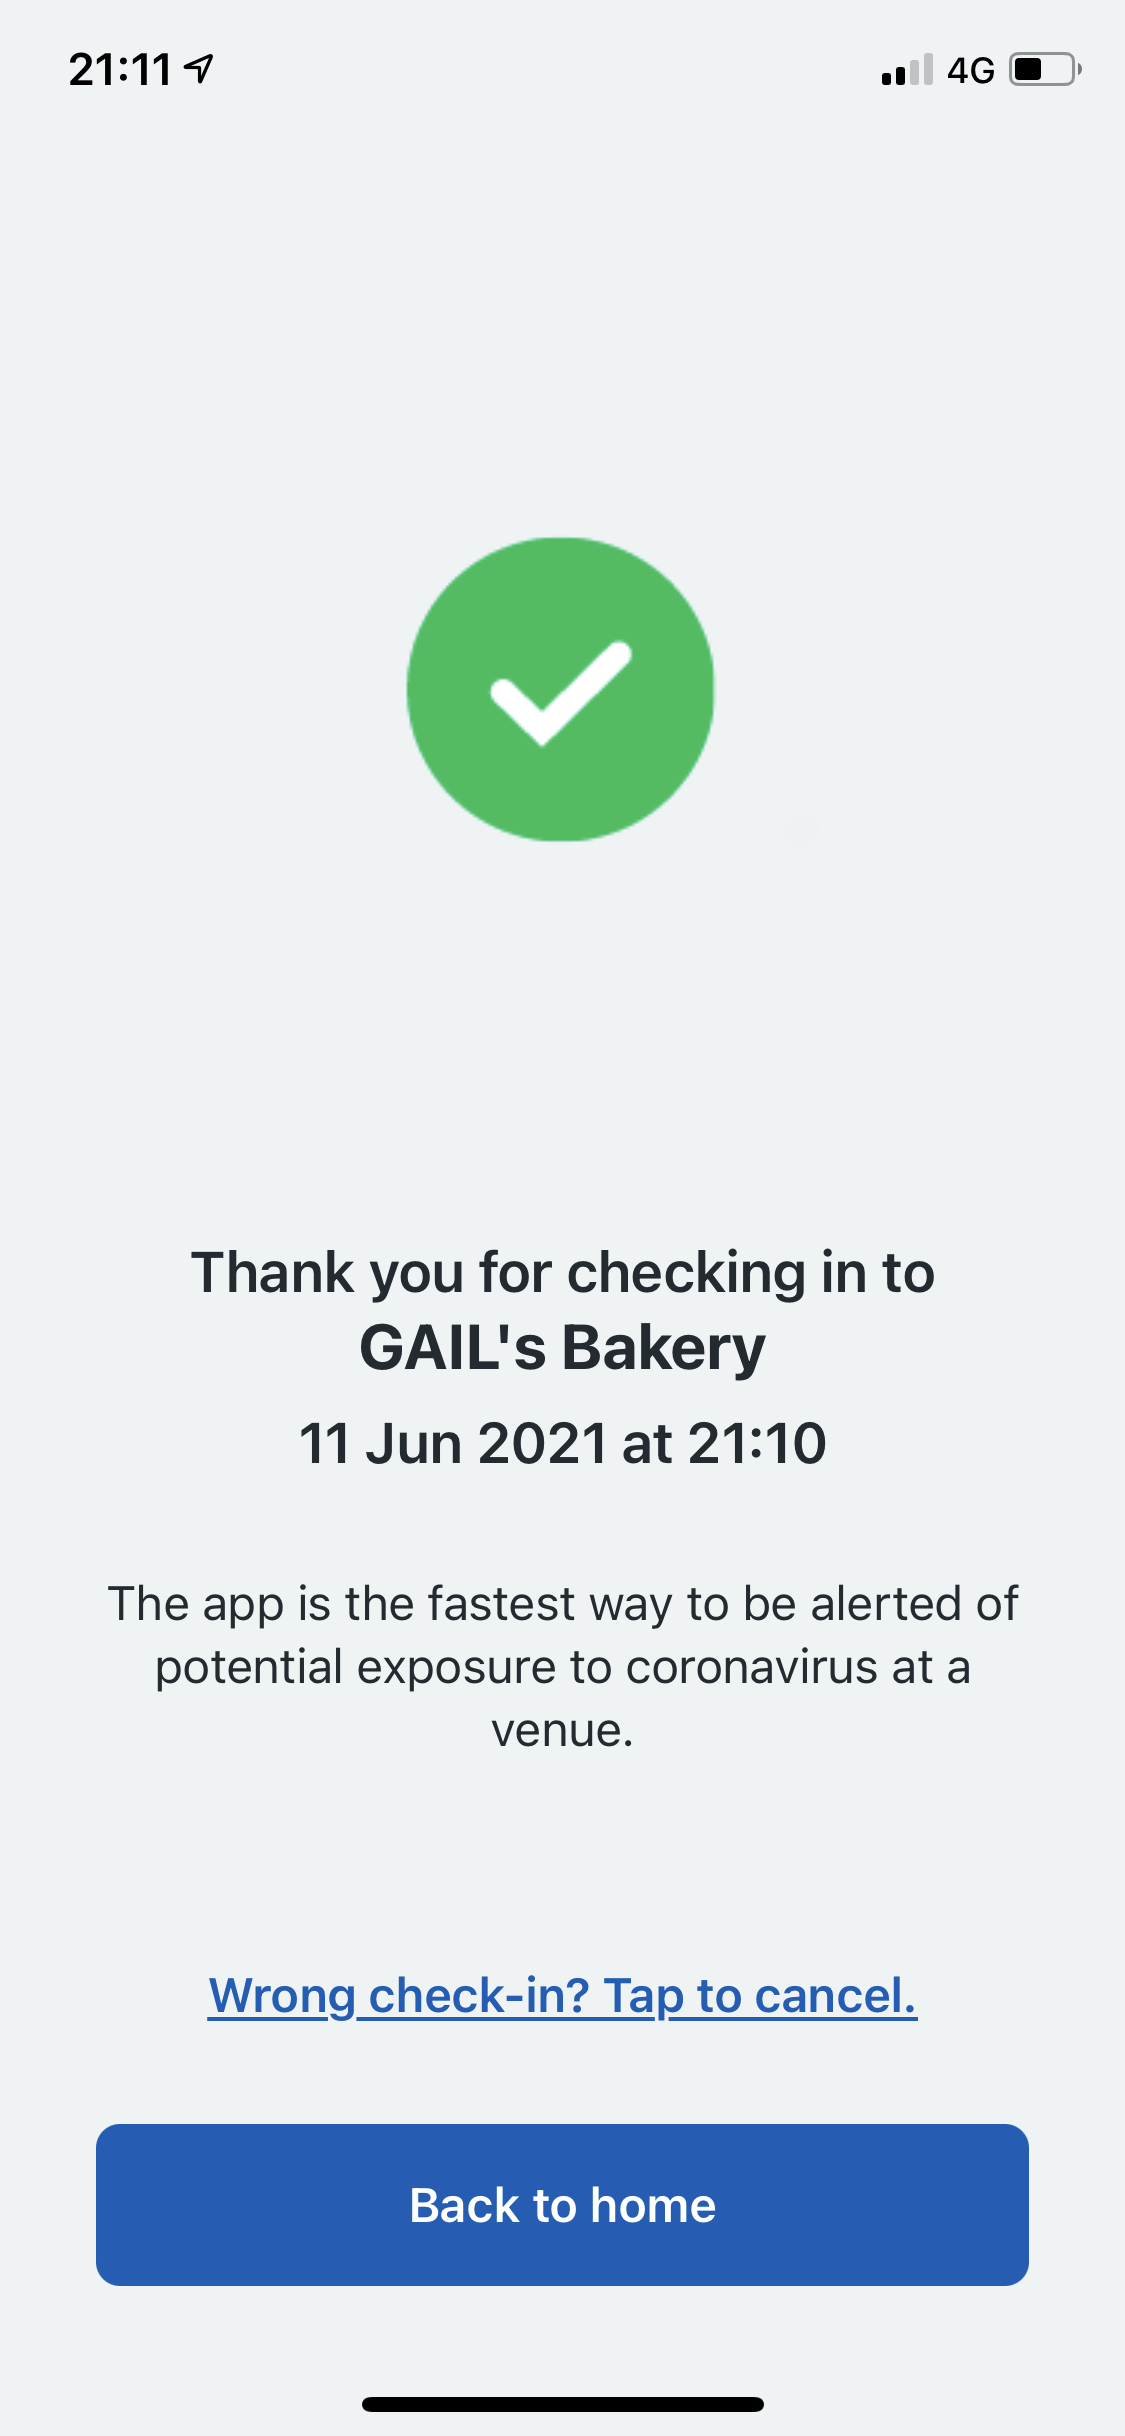 21:11
4G
Thank you for checking in to
GAIL's Bakery
11 Jun 2021 at 21:10
The app is the fastest way to be alerted of
potential exposure to coronavirus at a
venue.
Wrong check-in? Tap to cancel.
Back to home